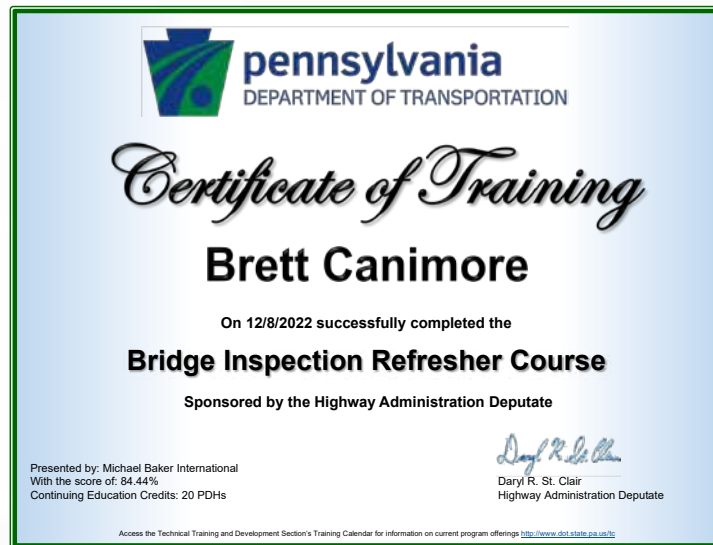 pennsylvania
DEPARTMENT OF TRANSPORTATION
Certificate of Training
Brett Canimore
On 12/8/2022 successfully completed the
Bridge Inspection Refresher Course
Sponsored by the Highway Administration Deputate
Daryl R. St. Clair
Presented by: Michael Baker International
With the score of: 84.44%
Continuing Education Credits: 20 PDHs
Daryl R. St. Clair
Highway Administration Deputate
Access the Technical Training and Development Section's Training Calendar for information on current program offerings http://www.dot.state.pa.us/tc